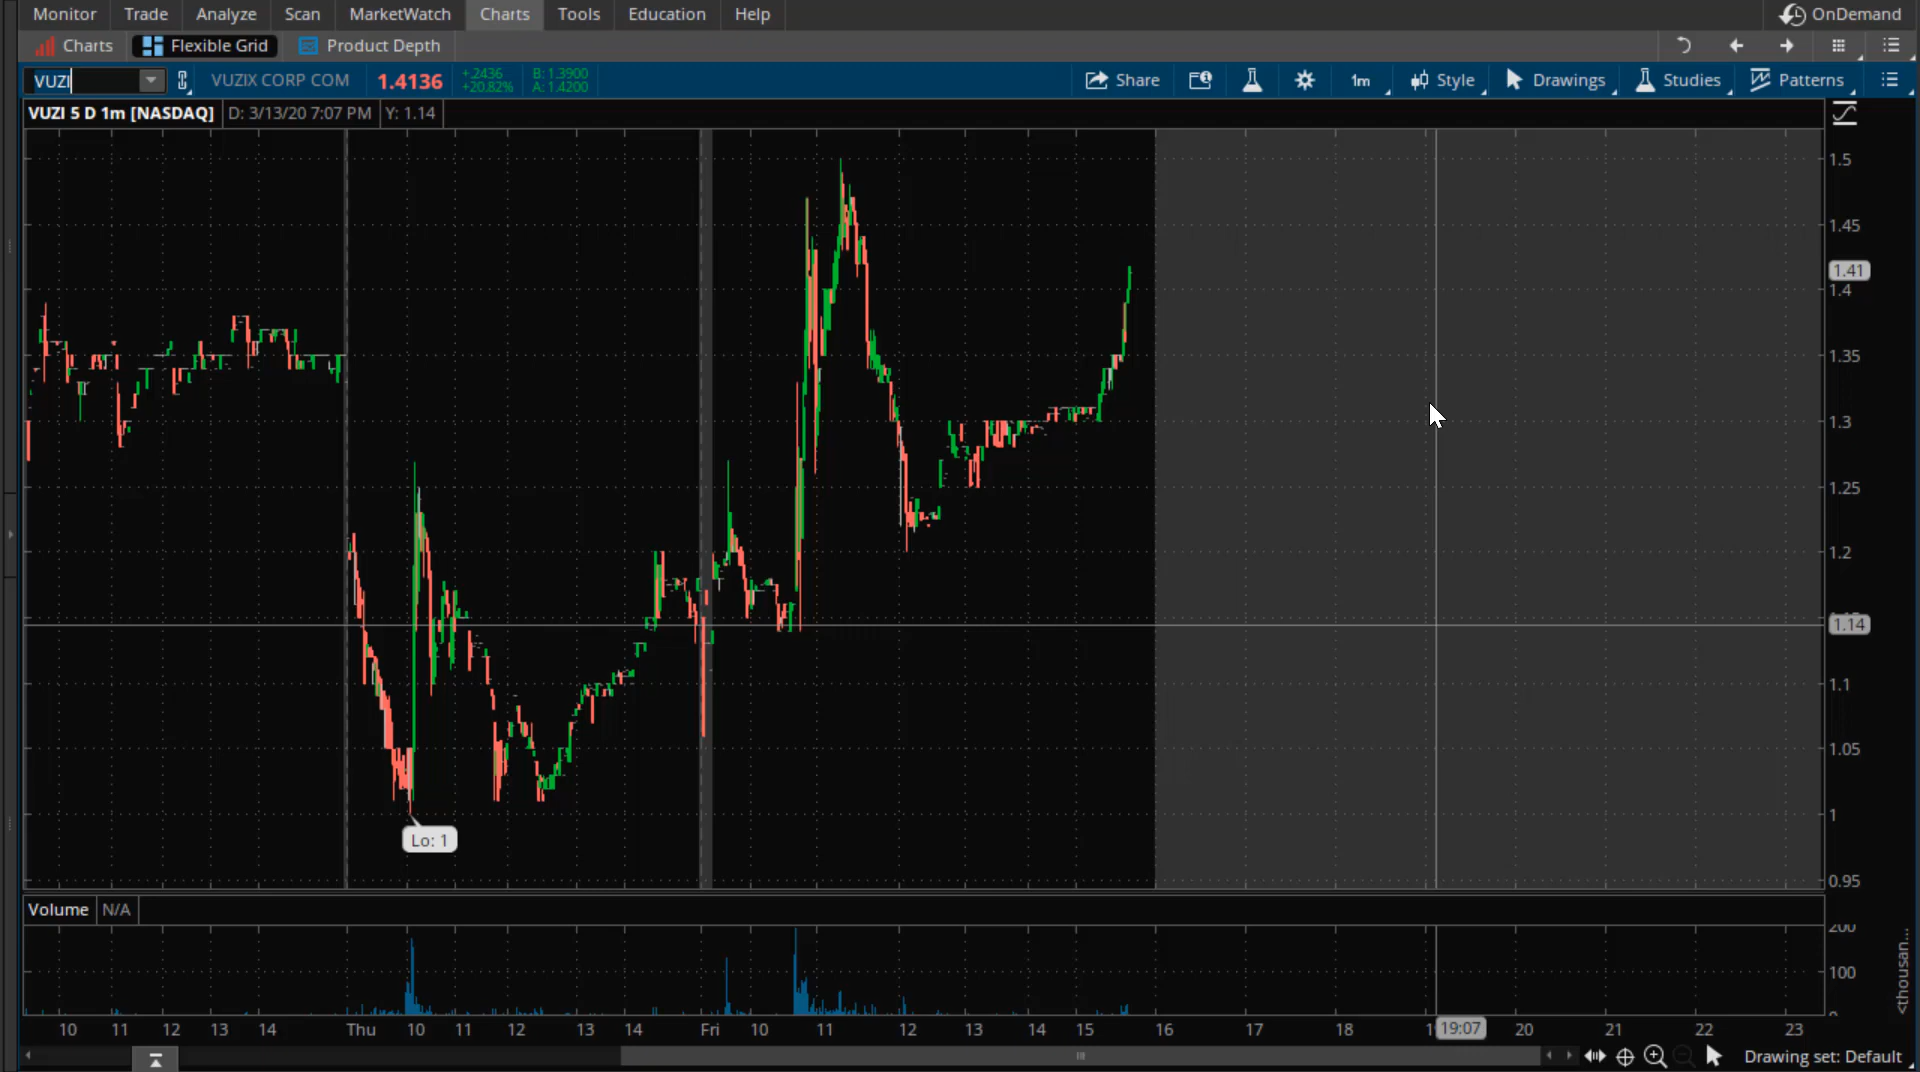 Monitor Trade Analyze Scan MarketWatch Charts Tools Education Help OnDemand
Charts Flexible Grid Product Depth
VUZI VUZIX CORP COM 1.4136 +.2436 +20.82% B: 1.3900 A: 1.4200 Share 1m Style Drawings Studies Patterns
VUZI 5 D 1m [NASDAQ] D: 3/13/20 7:07 PM Y: 1.14
1.5
1.45
1.41
1.4
1.35
1.3
1.25
1.2
1.14
1.1
1.05
1
Lo: 1
0.95
Volume N/A
200
100
<thousan...
10 11 12 13 14 Thu 10 11 12 13 14 Fri 10 11 12 13 14 15 16 17 18 19:07 20 21 22 23
Drawing set: Default